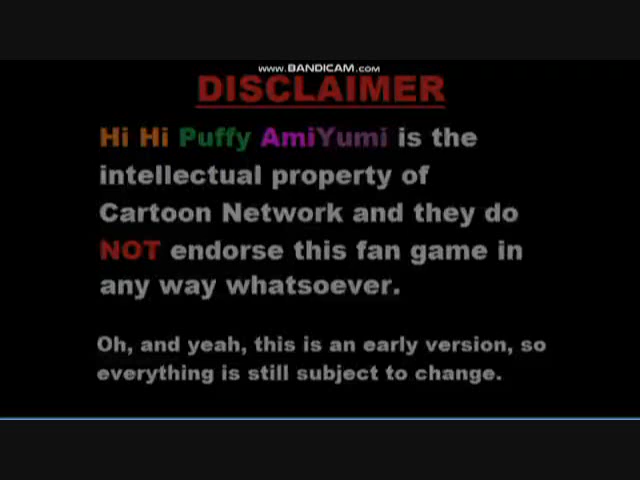 www.BANDICAM.com
DISCLAIMER
Hi Hi Puffy AmiYumi is the
intellectual property of
Cartoon Network and they do
NOT endorse this fan game in
any way whatsoever.
Oh, and yeah, this is an early version, so
everything is still subject to change.